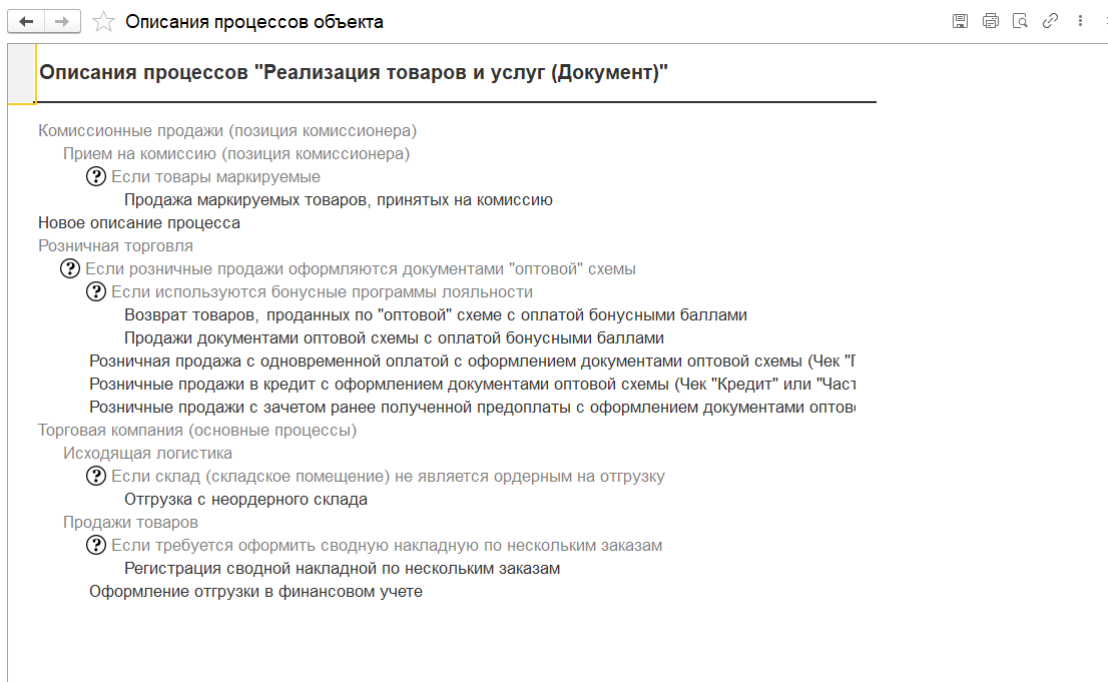 Описания процессов объекта
Описания процессов "Реализация товаров и услуг (Документ)"
Комиссионные продажи (позиция комиссионера)
Прием на комиссию (позиция комиссионера)
? Если товары маркируемые
Продажа маркируемых товаров, принятых на комиссию
Новое описание процесса
Розничная торговля
? Если розничные продажи оформляются документами "оптовой" схемы
? Если используются бонусные программы лояльности
Возврат товаров, проданных по "оптовой" схеме с оплатой бонусными баллами
Продажи документами оптовой схемы с оплатой бонусными баллами
Розничная продажа с одновременной оплатой с оформлением документами оптовой схемы (Чек
Розничные продажи в кредит с оформлением документами оптовой схемы (Чек "Кредит" или
Розничные продажи с зачетом ранее полученной предоплаты с оформлением документами
Торговая компания (основные процессы)
Исходящая логистика
? Если склад (складское помещение) не является ордерным на отгрузку
Отгрузка с неордерного склада
Продажи товаров
? Если требуется оформить сводную накладную по нескольким заказам
Регистрация сводной накладной по нескольким заказам
Оформление отгрузки в финансовом учете